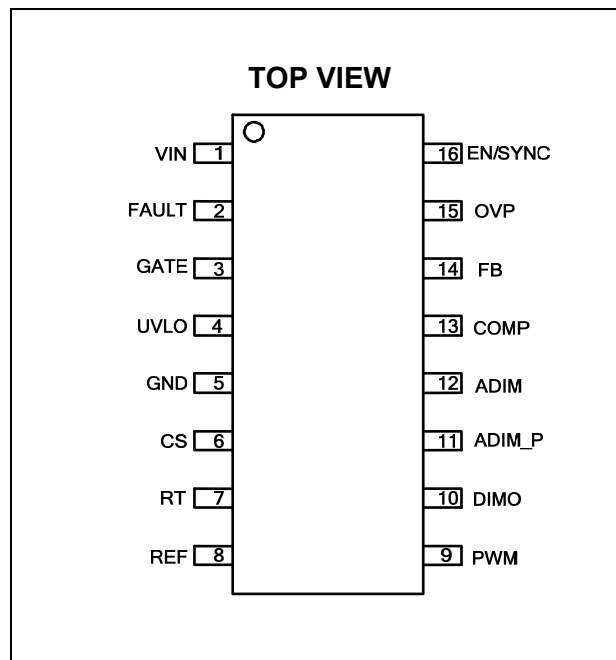 TOP VIEW
VIN 1 16 EN/SYNC
FAULT 2 15 OVP
GATE 3 14 FB
UVLO 4 13 COMP
GND 5 12 ADIM
CS 6 11 ADIM_P
RT 7 10 DIMO
REF 8 9 PWM